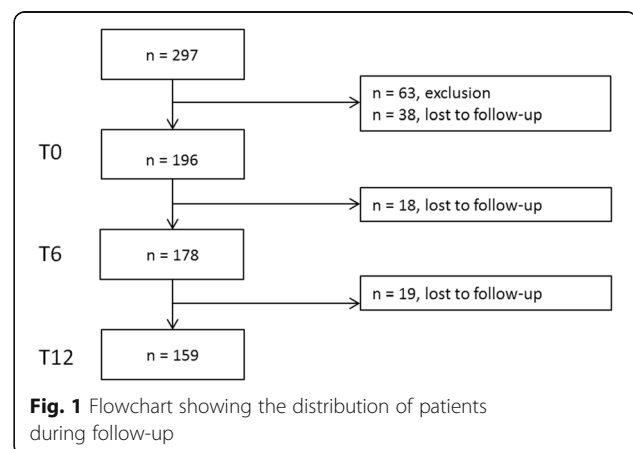 n = 297
n = 63, exclusion
n = 38, lost to follow-up
T0
n = 196
n = 18, lost to follow-up
T6
n = 178
n = 19, lost to follow-up
T12
n = 159
Fig. 1 Flowchart showing the distribution of patients
during follow-up